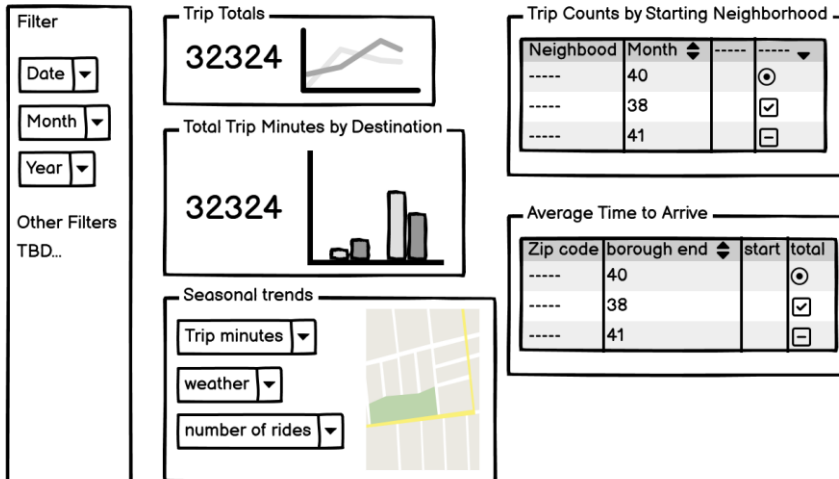 Filter
Date
Month
Year
Other Filters
TBD...
Trip Totals
32324
Total Trip Minutes by Destination
32324
Seasonal trends
Trip minutes
weather
number of rides
Trip Counts by Starting Neighborhood
Neighbood Month ----- -----
----- 40
----- 38
----- 41
Average Time to Arrive
Zip code borough end start total
----- 40
----- 38
----- 41